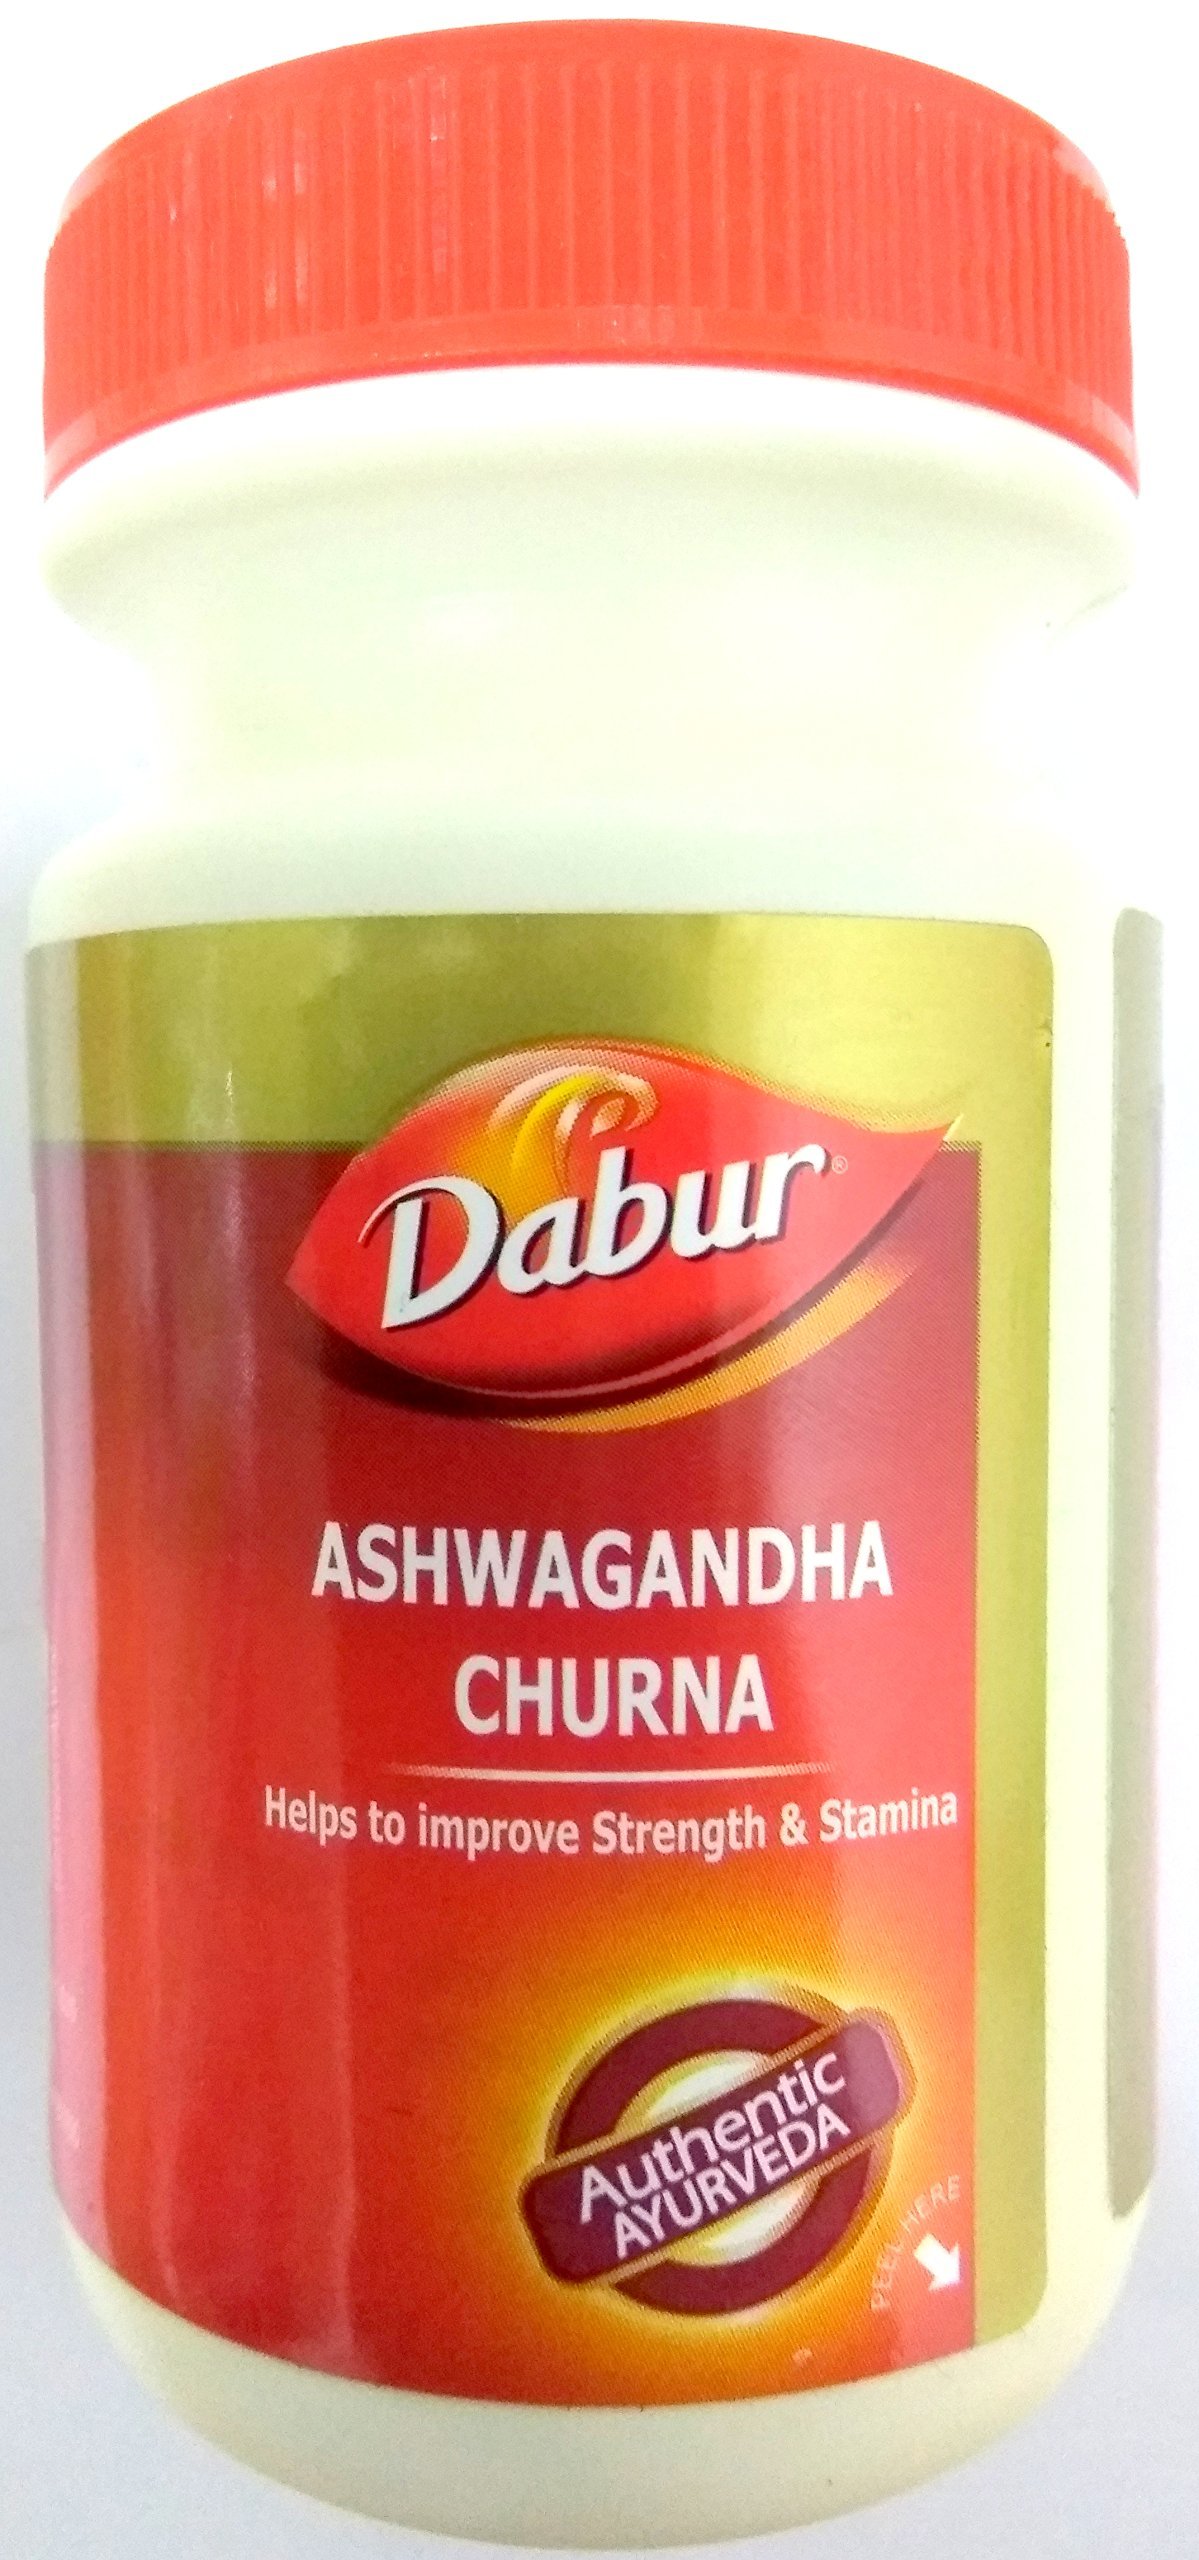 Dabur®
ASHWAGANDHA
CHURNA
Helps to improve Strength & Stamina
Authentic
AYURVEDA
PEEL HERE